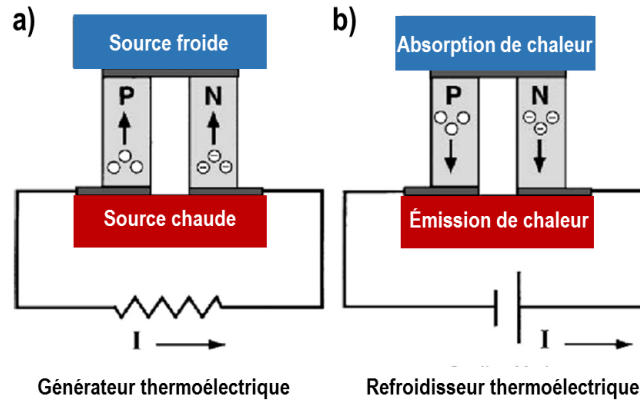 a)
Source froide
P
N
Source chaude
I
Générateur thermoélectrique
b)
Absorption de chaleur
P
N
Émission de chaleur
I
Refroidisseur thermoélectrique